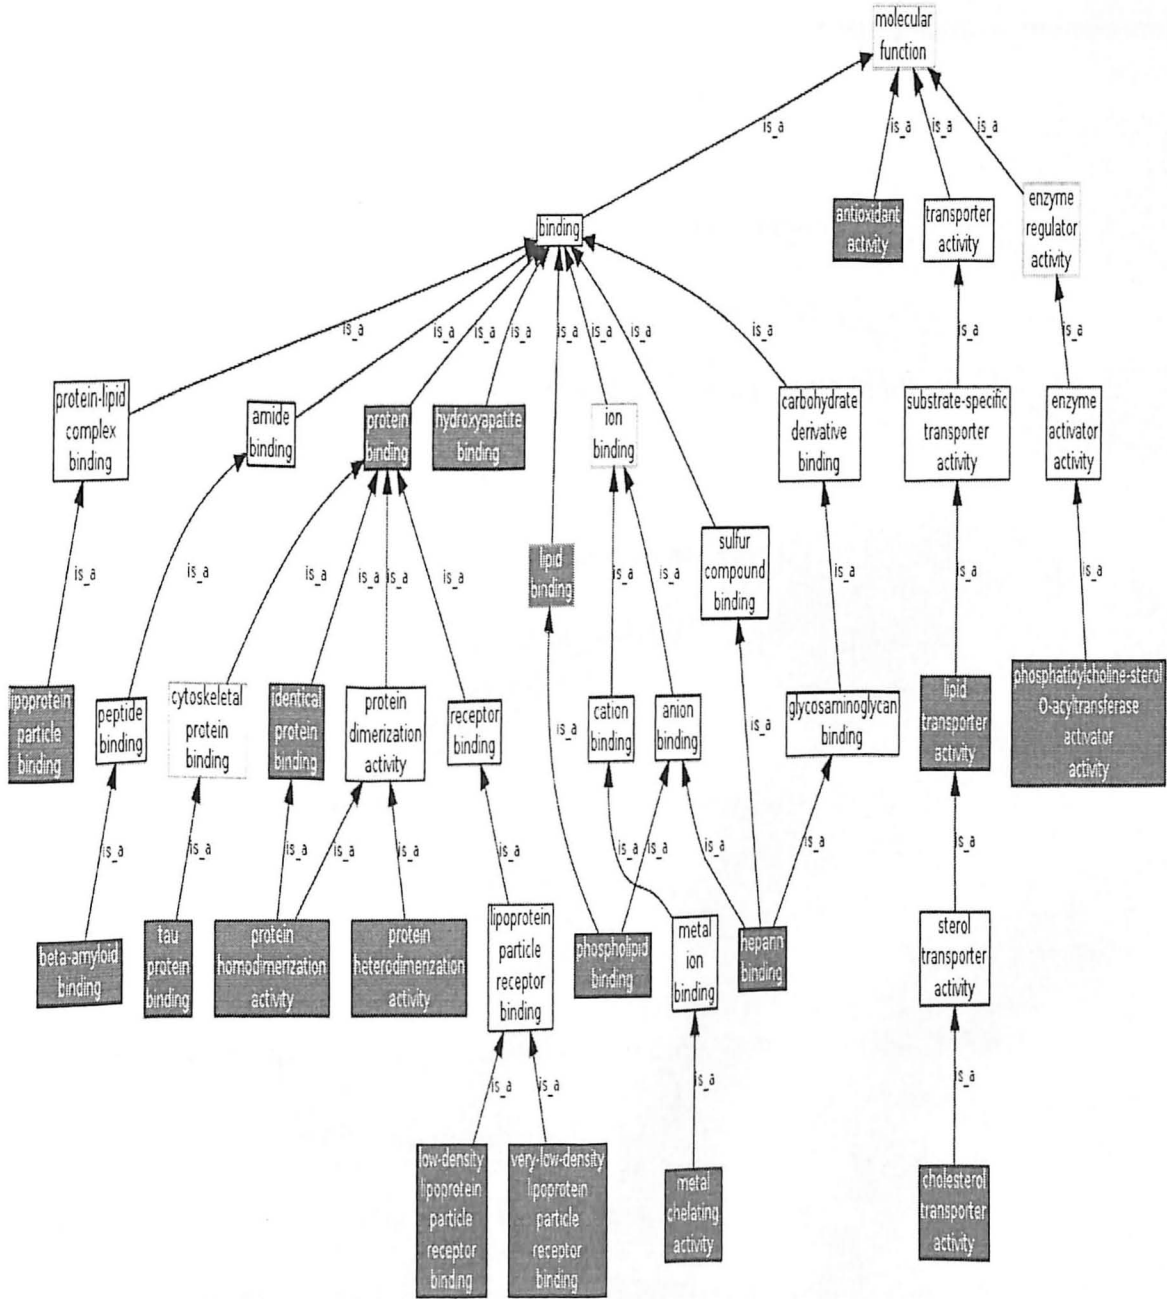 molecular
function
is_a
is_a
is_a
is_a
binding
antioxidant
activity
transporter
activity
enzyme
regulator
activity
is_a
is_a
is_a
is_a
is_a
is_a
is_a
is_a
is_a
is_a
protein-lipid
complex
binding
amide
binding
protein
binding
hydroxyapatite
binding
ion
binding
carbohydrate
derivative
binding
substrate-specific
transporter
activity
enzyme
activator
activity
lipid
binding
sulfur
compound
binding
is_a
is_a
is_a
is_a
is_a
is_a
is_a
is_a
is_a
is_a
is_a
lipoprotein
particle
binding
peptide
binding
cytoskeletal
protein
binding
identical
protein
binding
protein
dimerization
activity
receptor
binding
cation
binding
anion
binding
glycosaminoglycan
binding
lipid
transporter
activity
phosphatidylcholine-sterol
O-acyltransferase
activator
activity
is_a
is_a
is_a
is_a
is_a
is_a
is_a
is_a
is_a
is_a
is_a
is_a
beta-amyloid
binding
tau
protein
binding
protein
homodimerization
activity
protein
heterodimerization
activity
lipoprotein
particle
receptor
binding
phospholipid
binding
metal
ion
binding
heparin
binding
sterol
transporter
activity
is_a
is_a
is_a
is_a
low-density
lipoprotein
particle
receptor
binding
very-low-density
lipoprotein
particle
receptor
binding
metal
chelating
activity
cholesterol
transporter
activity